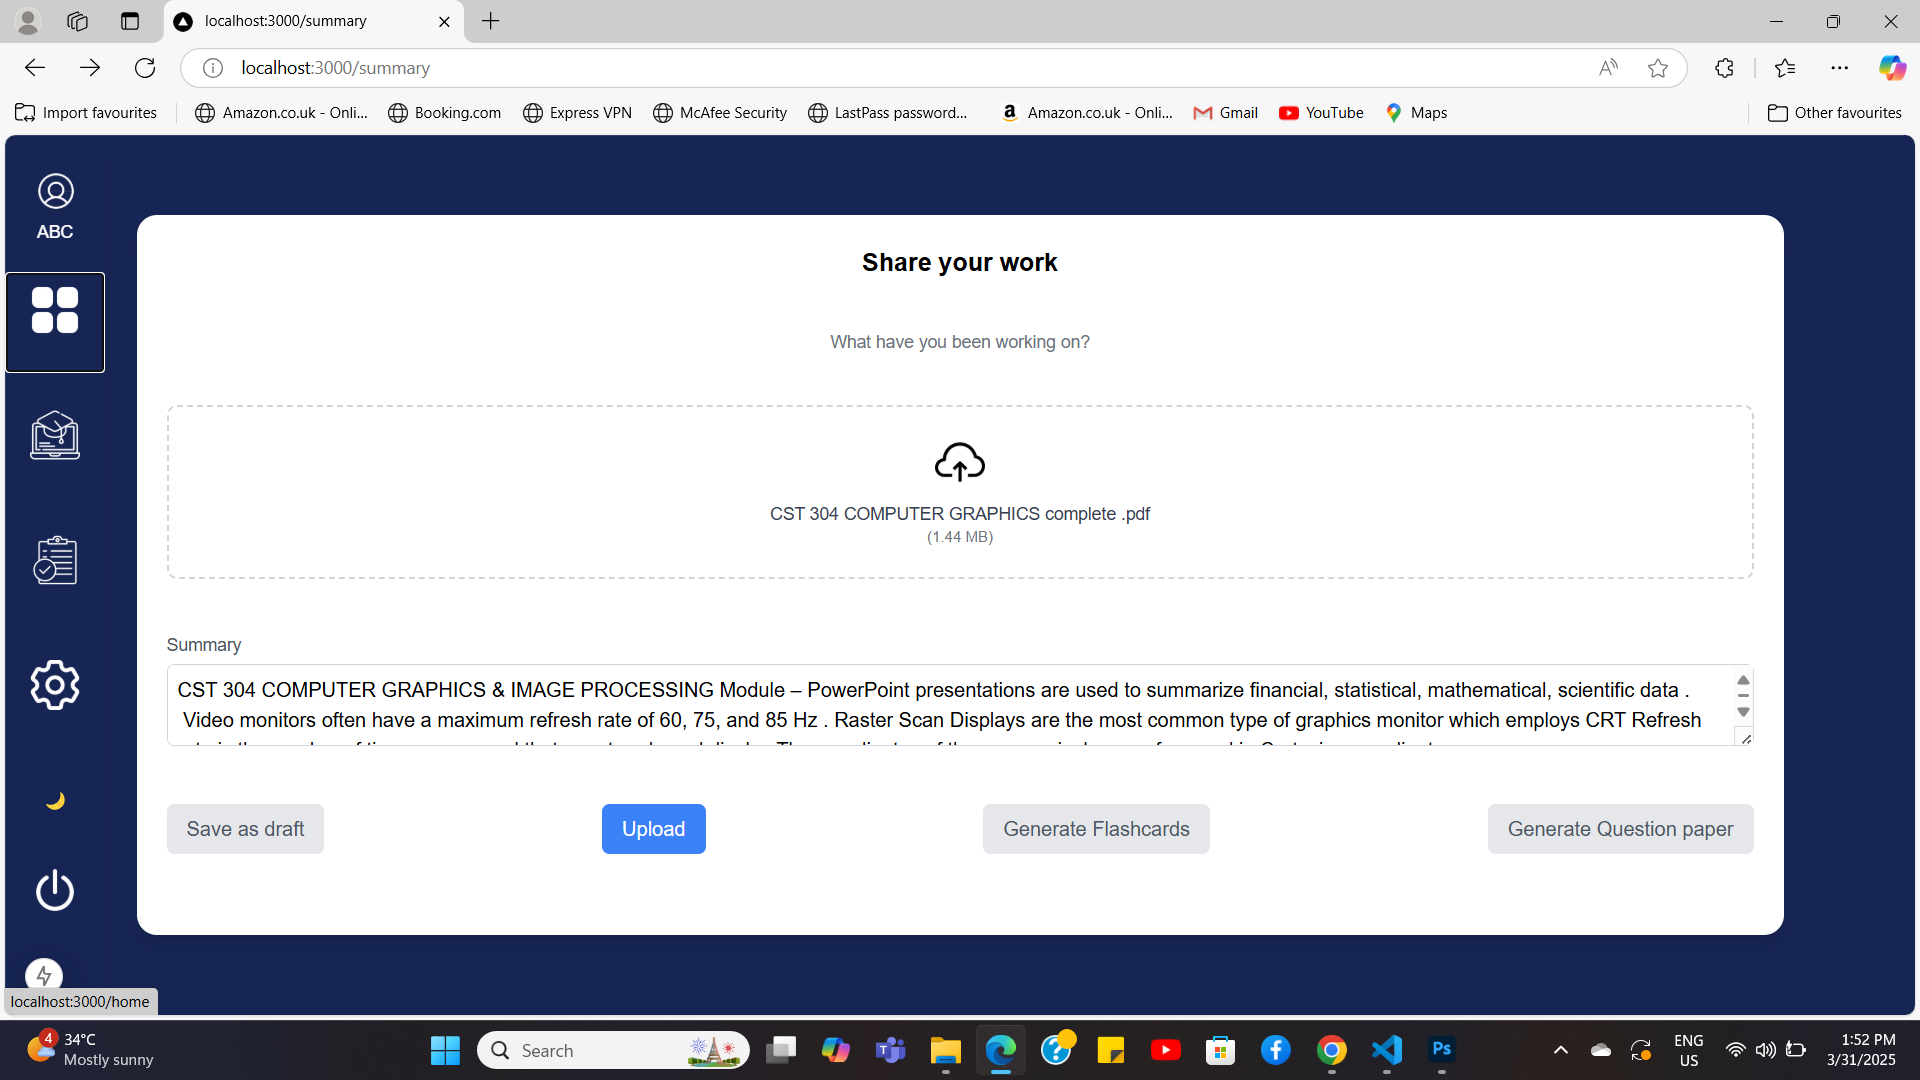 localhost:3000/summary
localhost:3000/summary
Import favourites
Amazon.co.uk - Onli...
Booking.com
Express VPN
McAfee Security
LastPass password...
Amazon.co.uk - Onli...
Gmail
YouTube
Maps
Other favourites
ABC
Share your work
What have you been working on?
CST 304 COMPUTER GRAPHICS complete .pdf
(1.44 MB)
Summary
CST 304 COMPUTER GRAPHICS & IMAGE PROCESSING Module – PowerPoint presentations are used to summarize financial, statistical, mathematical, scientific data .
Video monitors often have a maximum refresh rate of 60, 75, and 85 Hz . Raster Scan Displays are the most common type of graphics monitor which employs CRT Refresh
Save as draft
Upload
Generate Flashcards
Generate Question paper
localhost:3000/home
4
34°C
Mostly sunny
Search
Ps
ENG
US
1:52 PM
3/31/2025